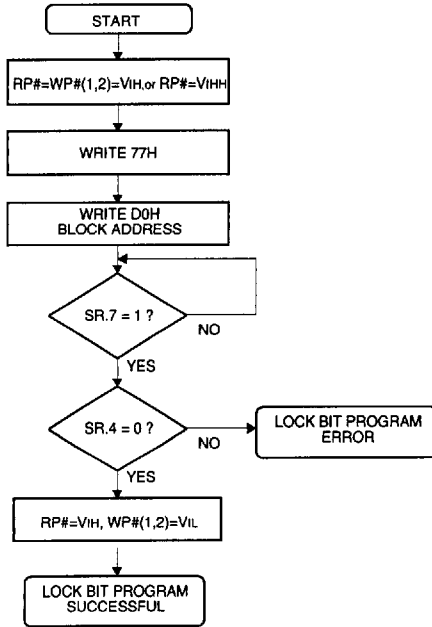 START
RP#=WP#(1,2)=VIH,or RP#=VIHH
WRITE 77H
WRITE D0H
BLOCK ADDRESS
SR.7 = 1 ?
NO
YES
SR.4 = 0 ?
NO
LOCK BIT PROGRAM
ERROR
YES
RP#=VIH, WP#(1,2)=VIL
LOCK BIT PROGRAM
SUCCESSFUL